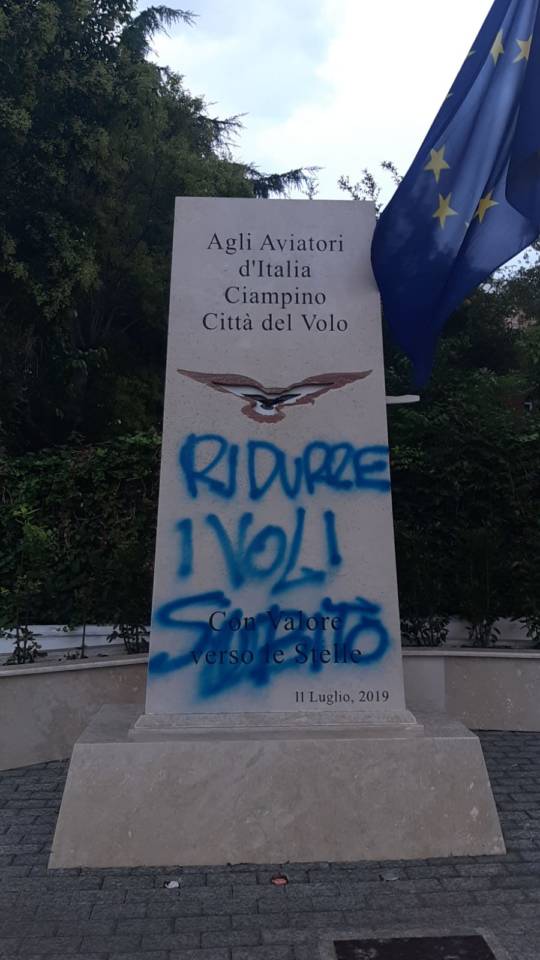 Agli Aviatori
d'Italia
Ciampino
Città del Volo
RIDURRE
I VOLI
SUBITO
Con Valore
verso le Stelle
11 Luglio, 2019